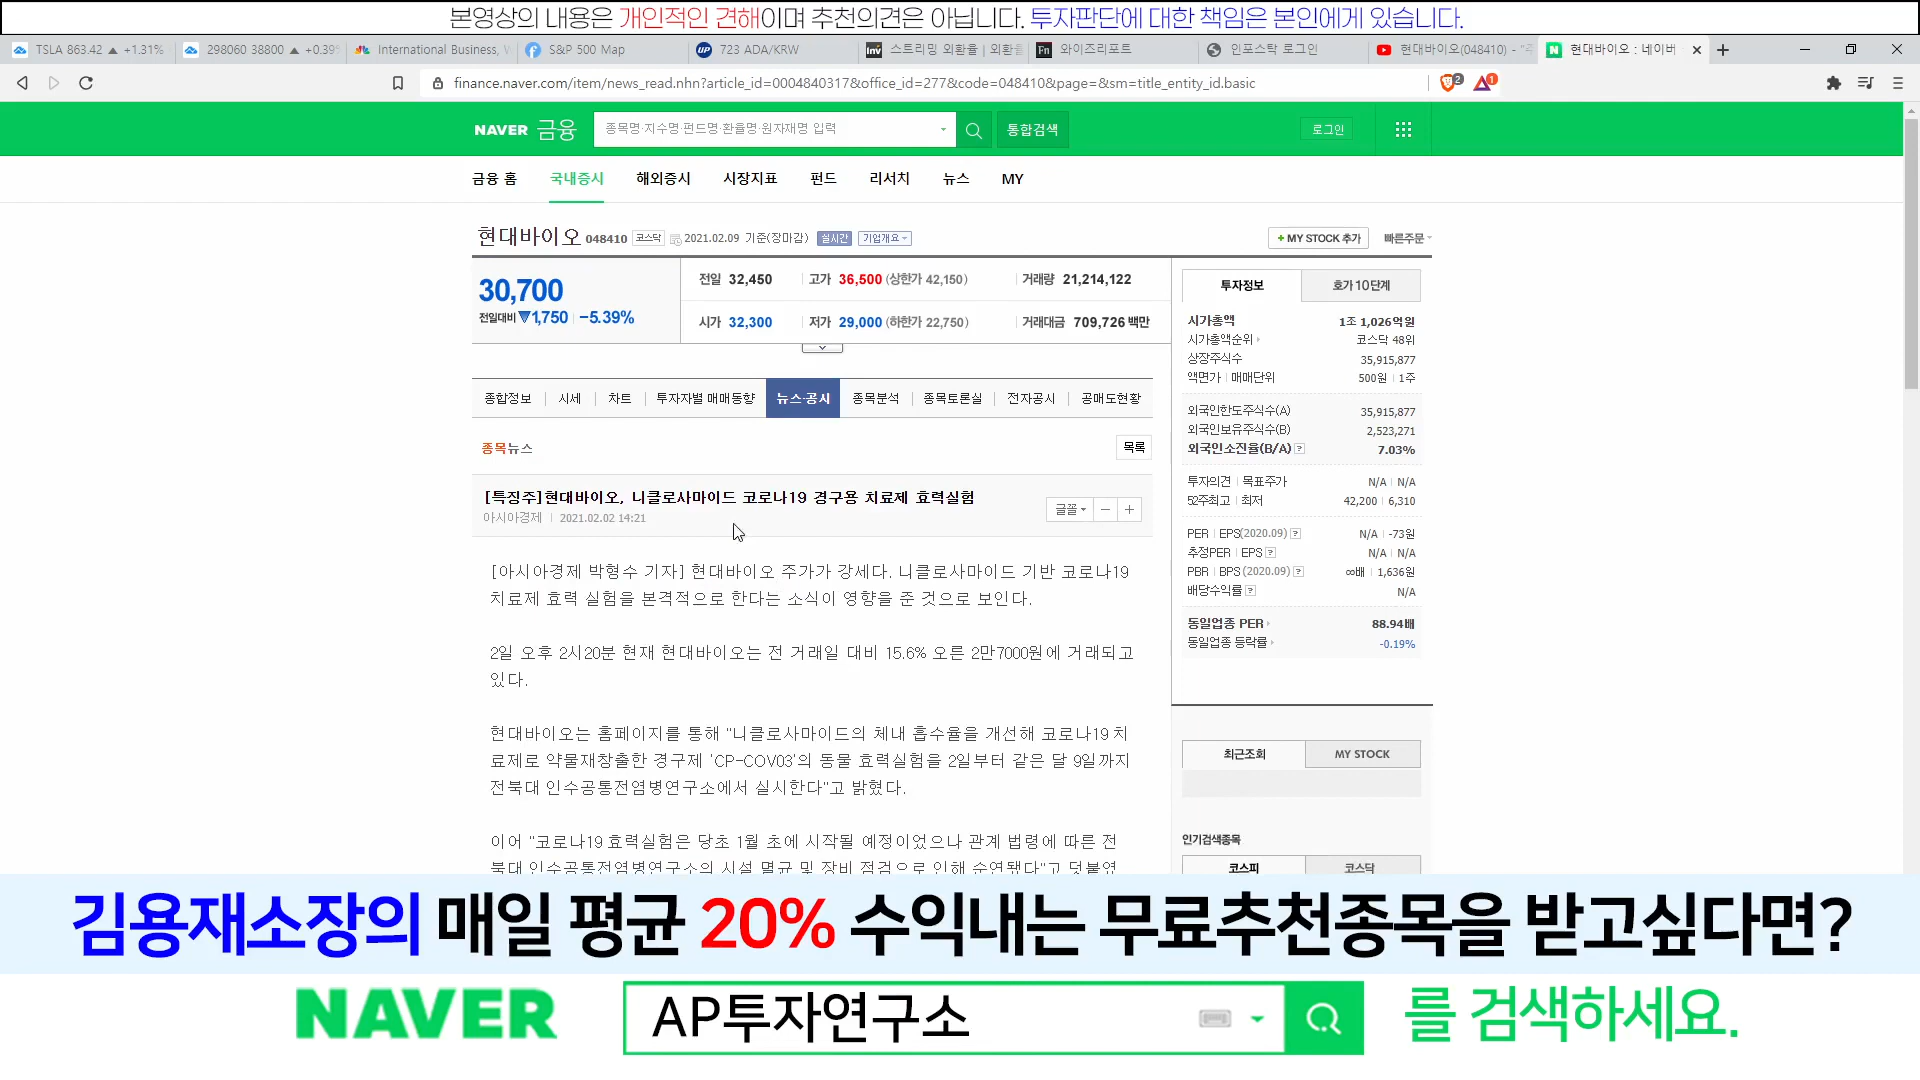 본영상의 내용은 개인적인 견해이며 추천의견은 아닙니다. 투자판단에 대한 책임은 본인에게 있습니다.
TSLA 863.42 ▲ +1.31%
298060 38800 ▲ +0.39
International Business,
S&P 500 Map
723 ADA/KRW
스트리밍 외환율 | 외환
와이즈리포트
인포스탁 로그인
현대바이오(048410) -
현대바이오 : 네이버
finance.naver.com/item/news_read.nhn?article_id=0004840317&office_id=277&code=048410&page=&sm=title_entity_id.basic
2
1
NAVER 금융
종목명·지수명·펀드명·환율명·원자재명 입력
통합검색
로그인
금융 홈 국내증시 해외증시 시장지표 펀드 리서치 뉴스 MY
현대바이오 048410 코스닥 2021.02.09 기준(장마감) 실시간 기업개요
+ MY STOCK 추가 빠른주문
30,700
전일대비 ▼1,750 -5.39%
전일 32,450 고가 36,500 (상한가 42,150) 거래량 21,214,122
시가 32,300 저가 29,000 (하한가 22,750) 거래대금 709,726 백만
종합정보 시세 차트 투자자별 매매동향 뉴스·공시 종목분석 종목토론실 전자공시 공매도현황
종목뉴스
목록
[특징주]현대바이오, 니클로사마이드 코로나19 경구용 치료제 효력실험
아시아경제 2021.02.02 14:21
글꼴 - +
[아시아경제 박형수 기자] 현대바이오 주가가 강세다. 니클로사마이드 기반 코로나19
치료제 효력 실험을 본격적으로 한다는 소식이 영향을 준 것으로 보인다.
2일 오후 2시20분 현재 현대바이오는 전 거래일 대비 15.6% 오른 2만7000원에 거래되고
있다.
현대바이오는 홈페이지를 통해 "니클로사마이드의 체내 흡수율을 개선해 코로나19 치
료제로 약물재창출한 경구제 'CP-COV03'의 동물 효력실험을 2일부터 같은 달 9일까지
전북대 인수공통전염병연구소에서 실시한다"고 밝혔다.
이어 "코로나19 효력실험은 당초 1월 초에 시작될 예정이었으나 관계 법령에 따른 전
북대 인수공통전염병연구소의 시설 멸균 및 장비 점검으로 인해 순연됐다"고 덧붙였
투자정보 호가 10단계
시가총액 1조 1,026억원
시가총액순위 코스닥 48위
상장주식수 35,915,877
액면가 매매단위 500원 1주
외국인한도주식수(A) 35,915,877
외국인보유주식수(B) 2,523,271
외국인소진율(B/A) 7.03%
투자의견 목표주가 N/A N/A
52주최고 최저 42,200 6,310
PER EPS(2020.09) N/A -73원
추정PER EPS N/A N/A
PBR BPS (2020.09) ∞배 1,636원
배당수익률 N/A
동일업종 PER 88.94배
동일업종 등락률 -0.19%
최근조회 MY STOCK
인기검색종목
코스피 코스닥
김용재소장의 매일 평균 20% 수익내는 무료추천종목을 받고싶다면?
NAVER AP투자연구소 를 검색하세요.